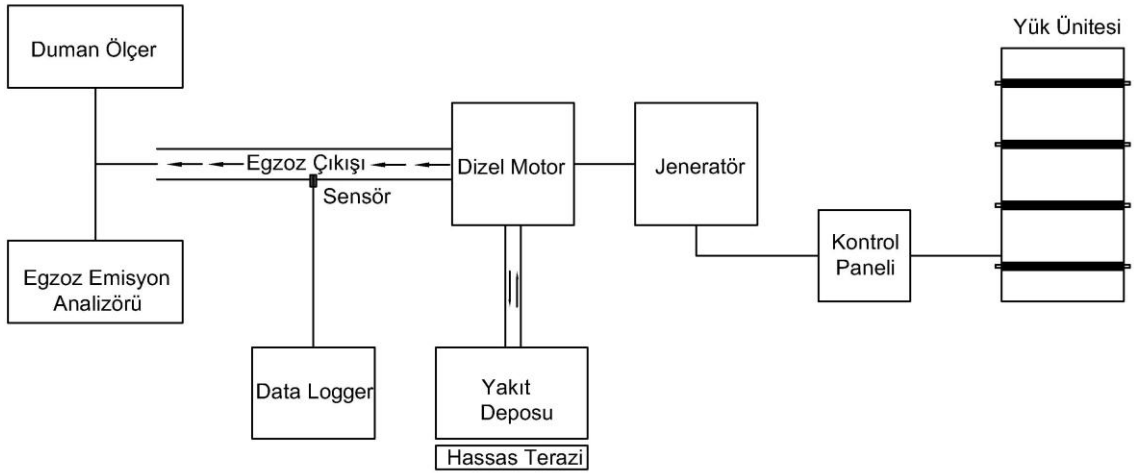 Duman Ölçer
Yük Ünitesi
Egzoz Çıkışı
Sensör
Dizel Motor
Jeneratör
Kontrol
Paneli
Egzoz Emisyon
Analizörü
Data Logger
Yakıt
Deposu
Hassas Terazi